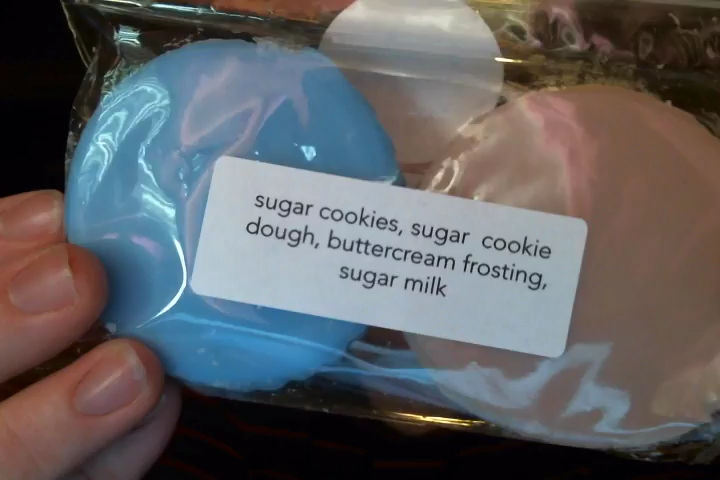 sugar cookies, sugar cookie
dough, buttercream frosting,
sugar milk